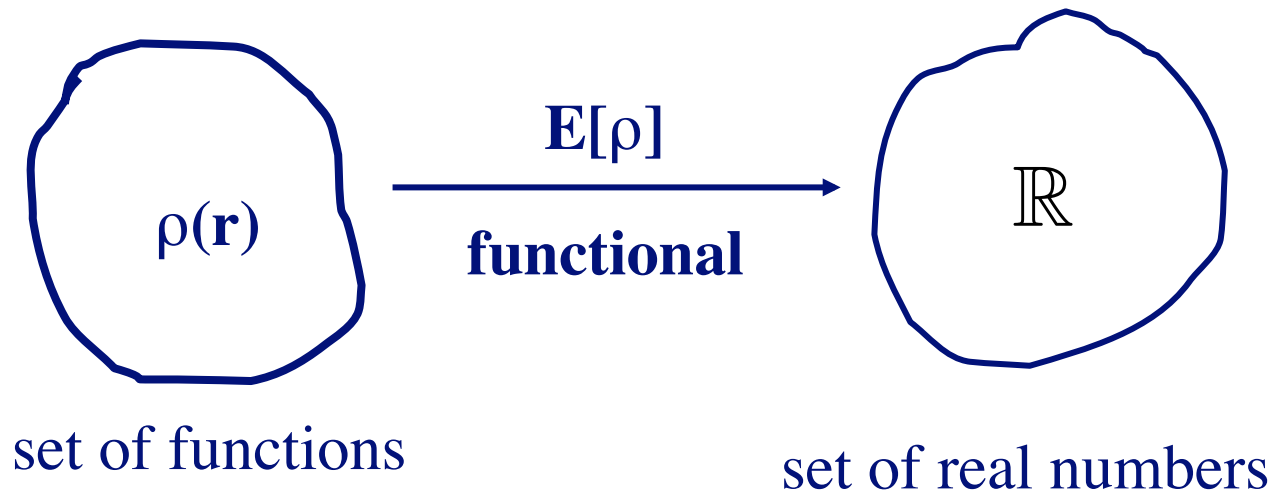 E[ρ]
ρ(r)
functional
ℝ
set of functions
set of real numbers